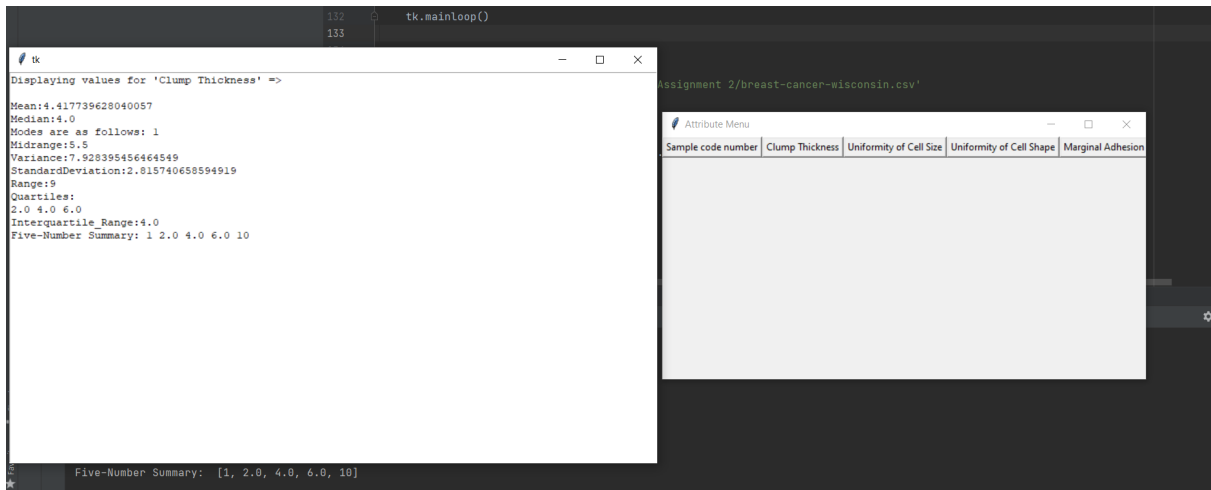 132 tk.mainloop()
133
tk
Displaying values for 'Clump Thickness' =>
Mean:4.417739628040057
Median:4.0
Modes are as follows: 1
Midrange:5.5
Variance:7.928395456464549
StandardDeviation:2.815740658594919
Range:9
Quartiles:
2.0 4.0 6.0
Interquartile_Range:4.0
Five-Number Summary: 1 2.0 4.0 6.0 10
Assignment 2/breast-cancer-wisconsin.csv'
Attribute Menu
Sample code number Clump Thickness Uniformity of Cell Size Uniformity of Cell Shape Marginal Adhesion
Fav
Five-Number Summary: [1, 2.0, 4.0, 6.0, 10]